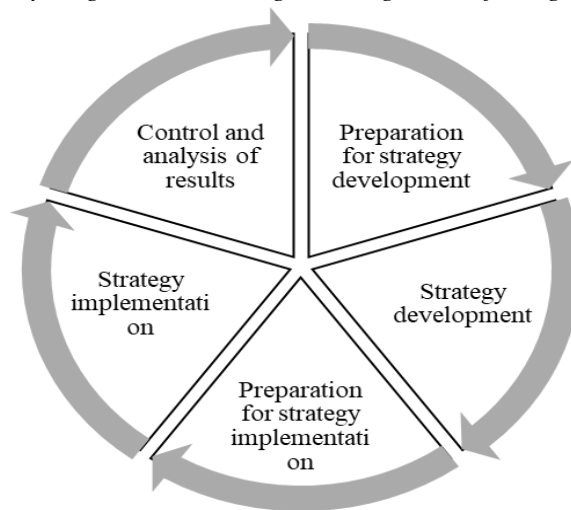 Preparation
for strategy
development
Strategy
development
Preparation
for strategy
implementati
on
Strategy
implementati
on
Control and
analysis of
results